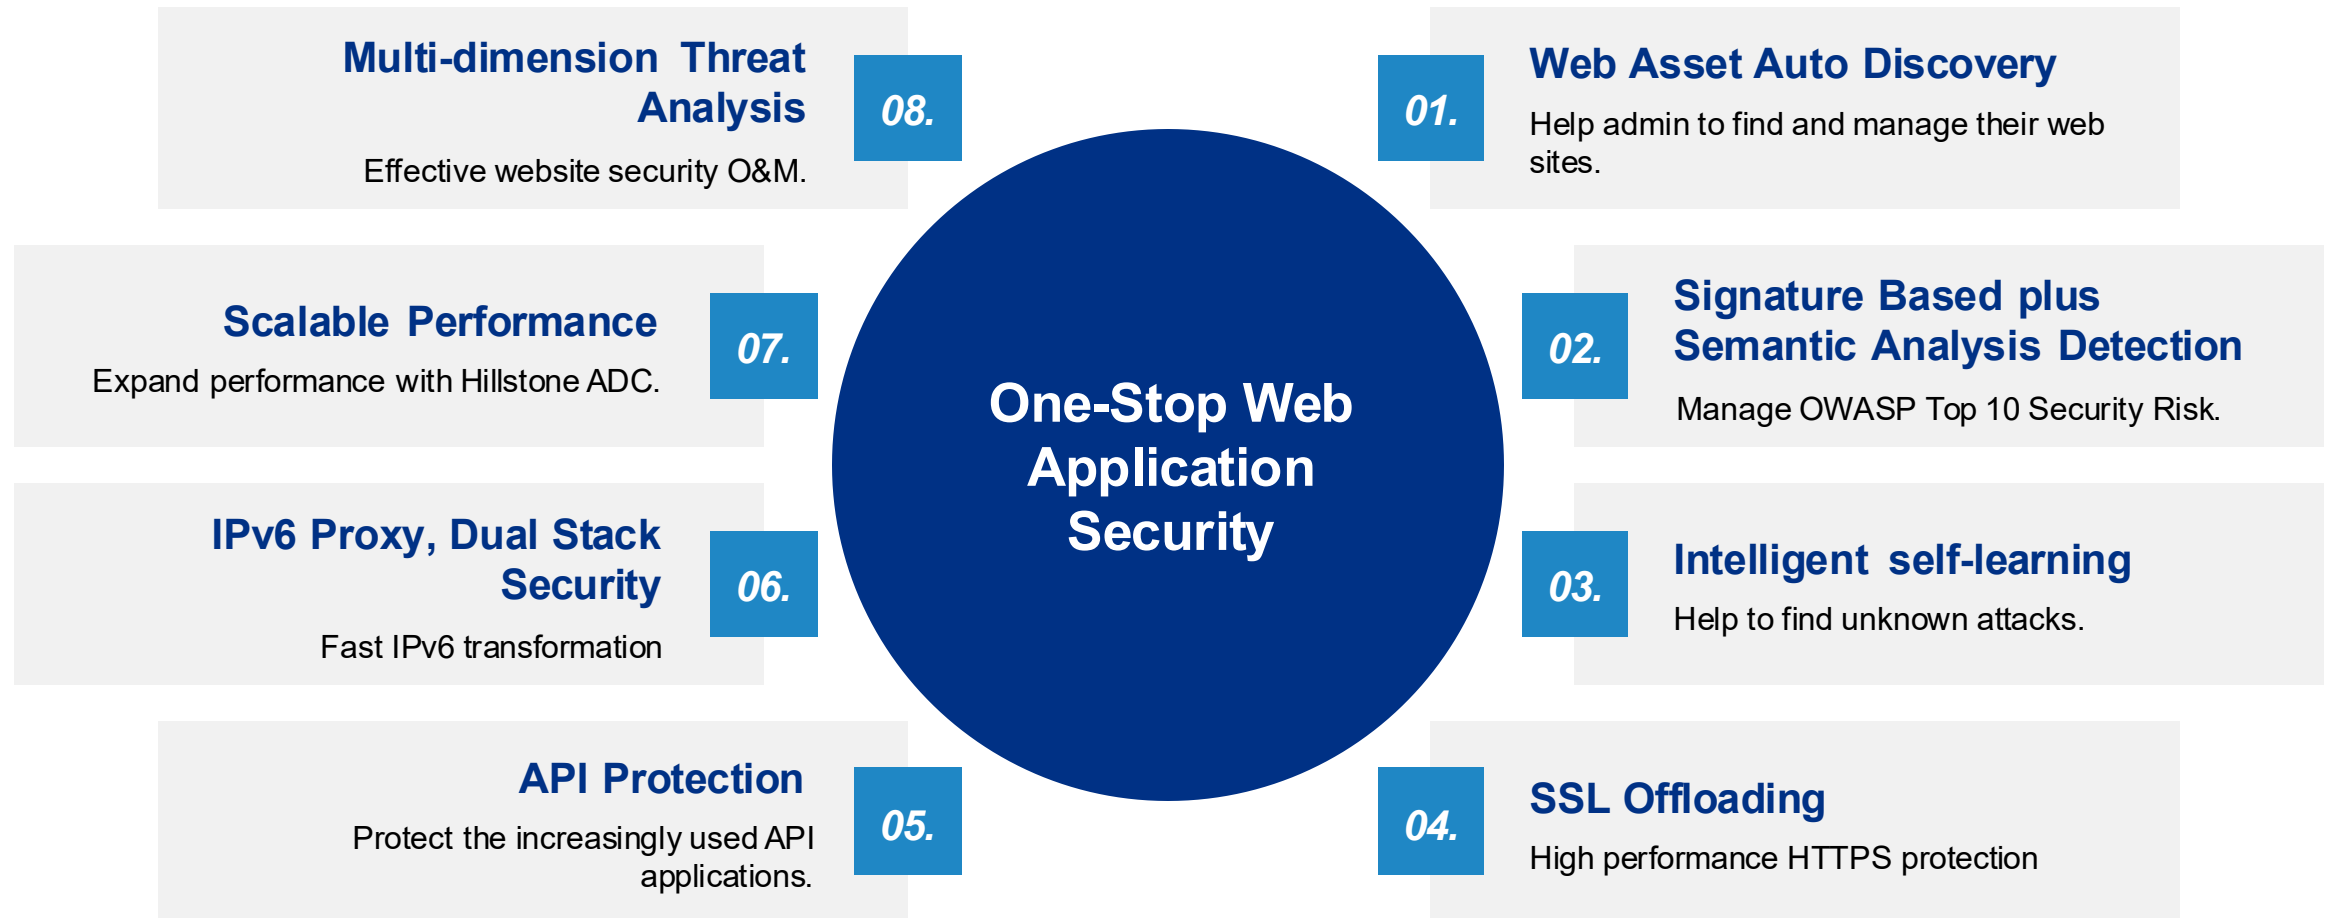 One-Stop Web
Application
Security
01.
Web Asset Auto Discovery
Help admin to find and manage their web
sites.
02.
Signature Based plus
Semantic Analysis Detection
Manage OWASP Top 10 Security Risk.
03.
Intelligent self-learning
Help to find unknown attacks.
04.
SSL Offloading
High performance HTTPS protection
05.
API Protection
Protect the increasingly used API
applications.
06.
IPv6 Proxy, Dual Stack
Security
Fast IPv6 transformation
07.
Scalable Performance
Expand performance with Hillstone ADC.
08.
Multi-dimension Threat
Analysis
Effective website security O&M.